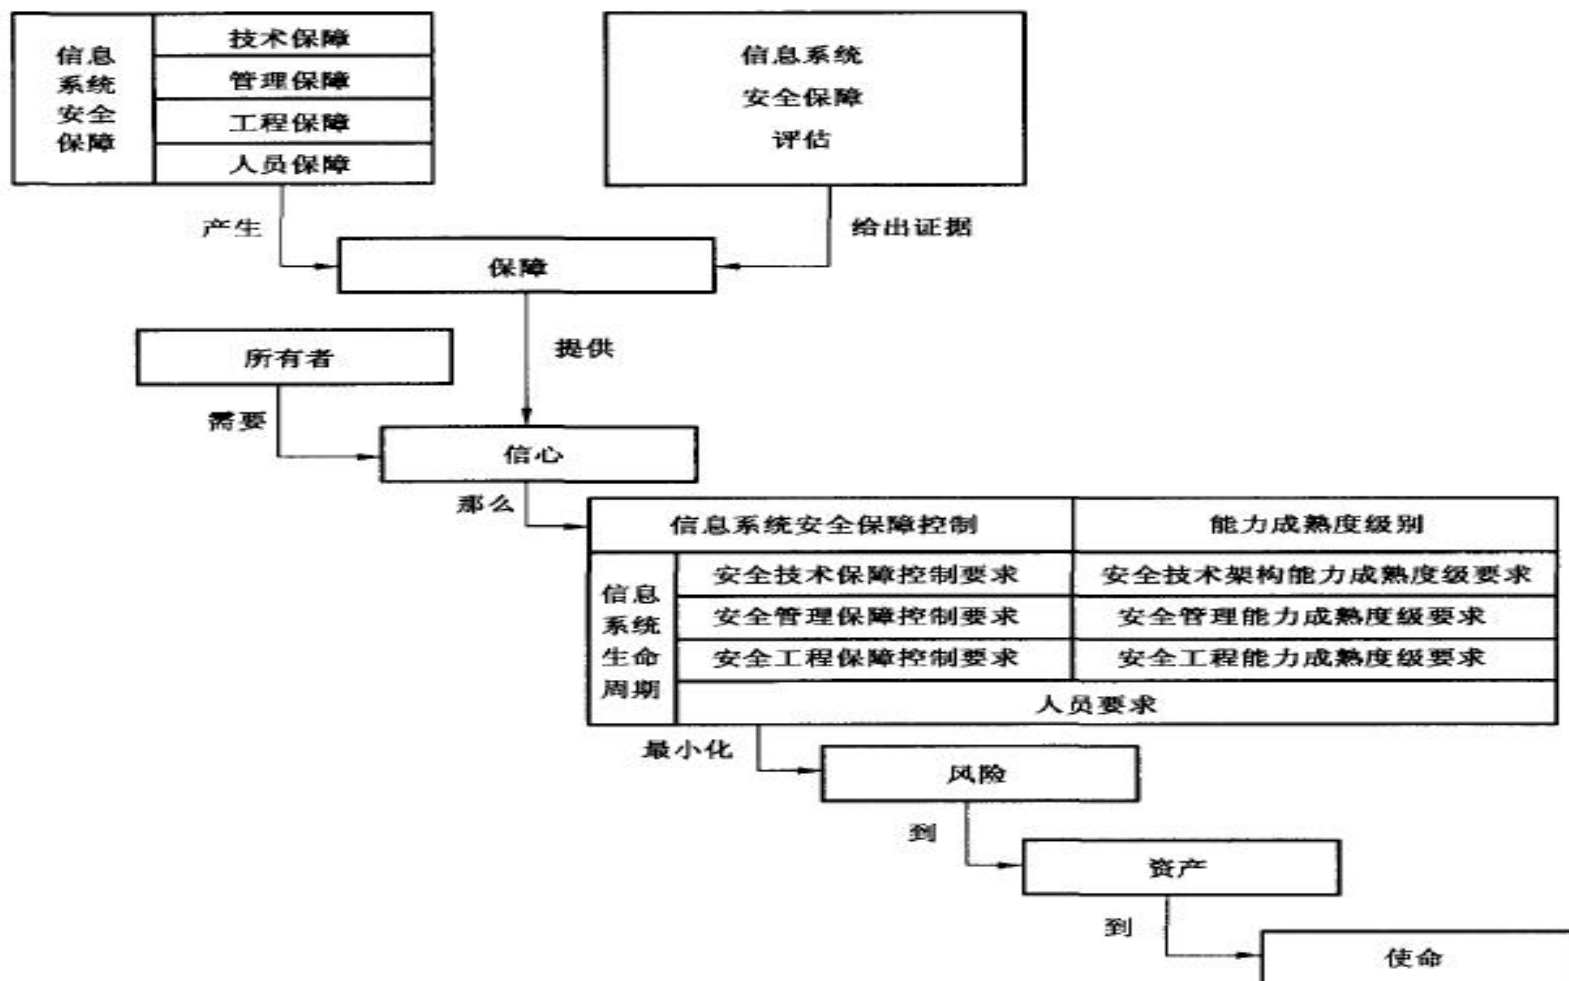 信息
系统
安全
保障
技术保障
管理保障
工程保障
人员保障
信息系统
安全保障
评估
产生
给出证据
保障
所有者
提供
需要
信心
那么
信息系统安全保障控制
能力成熟度级别
信息
系统
生命
周期
安全技术保障控制要求
安全技术架构能力成熟度级要求
安全管理保障控制要求
安全管理能力成熟度级要求
安全工程保障控制要求
安全工程能力成熟度级要求
人员要求
最小化
风险
到
资产
到
使命